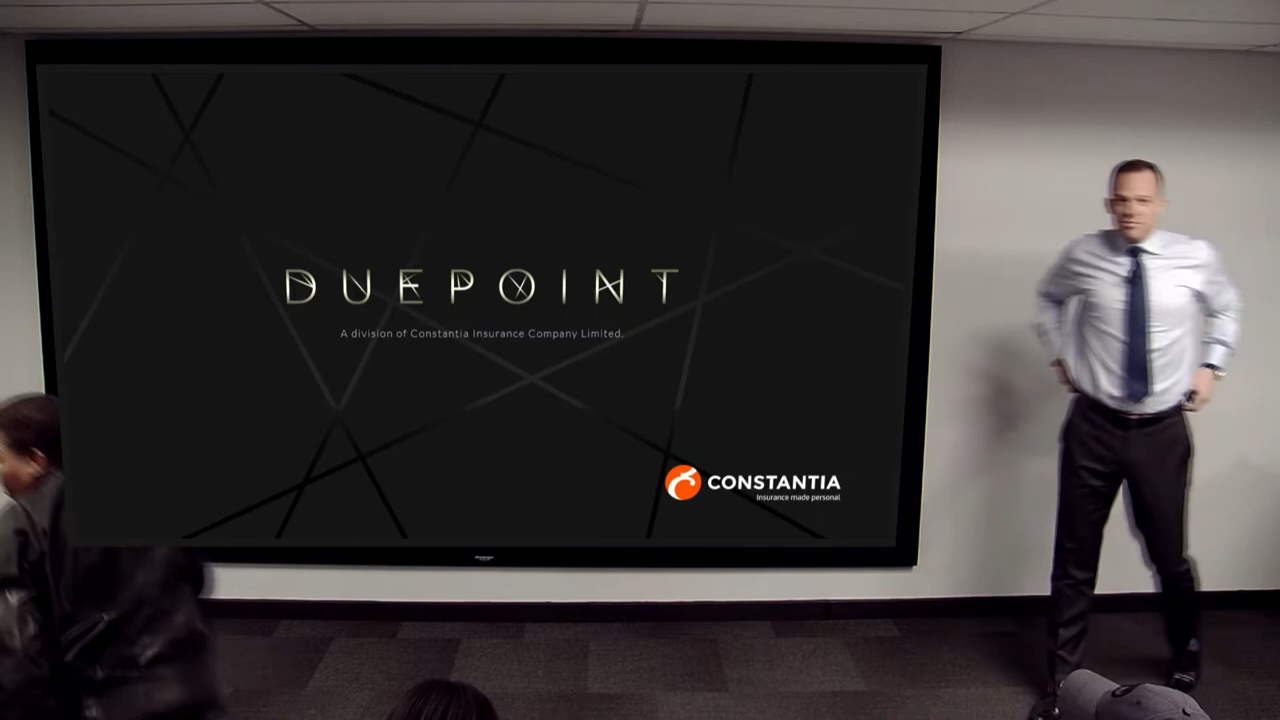 DUEPOINT
A division of Constantia Insurance Company Limited.
CONSTANTIA
Insurance made personal